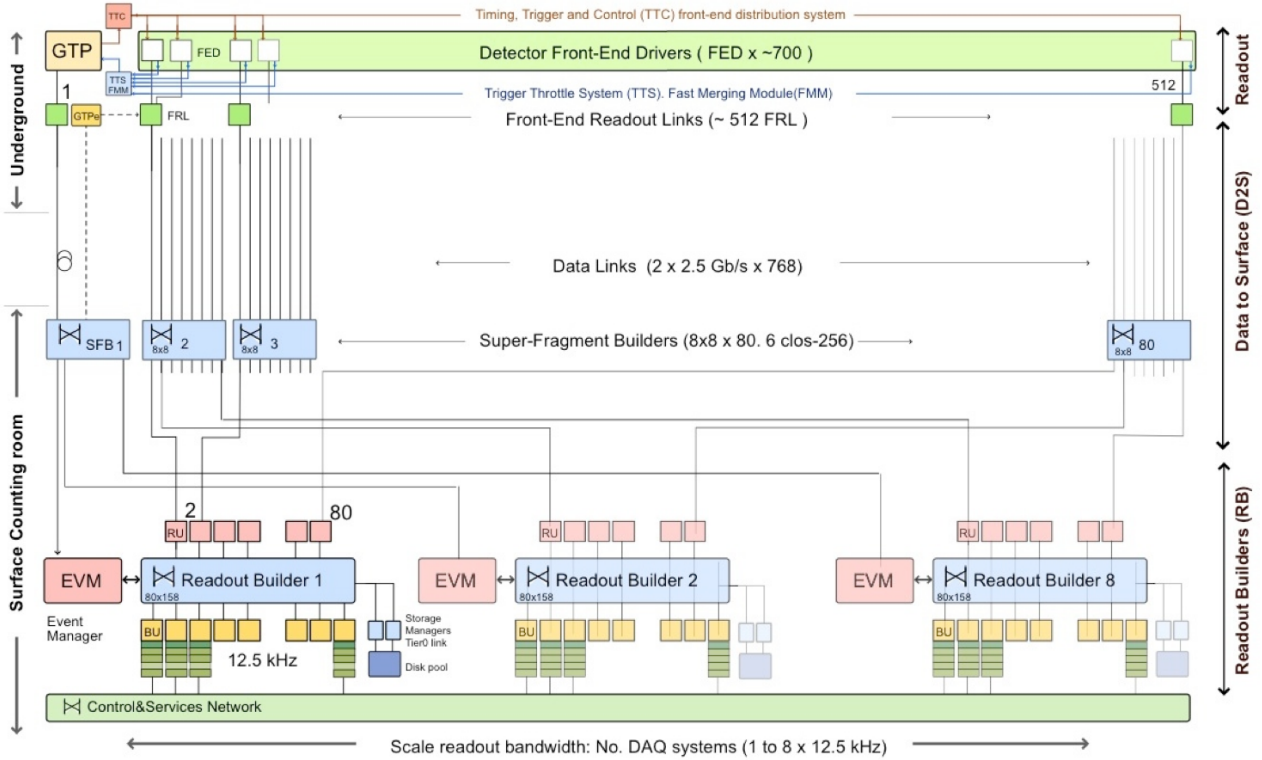 TTC
Timing, Trigger and Control (TTC) front-end distribution system
GTP
FED
Detector Front-End Drivers ( FED x ~700 )
TTS
FMM
Trigger Throttle System (TTS). Fast Merging Module(FMM)
1
512
GTPe
FRL
Front-End Readout Links (~ 512 FRL )
Data Links (2 x 2.5 Gb/s x 768)
SFB 1
8x8
2
8x8
3
Super-Fragment Builders (8x8 x 80. 6 clos-256)
8x8
80
2
80
RU
RU
RU
EVM
Readout Builder 1
80x158
EVM
Readout Builder 2
80x158
EVM
Readout Builder 8
80x158
Event
Manager
BU
12.5 kHz
Storage
Managers
Tier0 link
Disk pool
BU
BU
Control&Services Network
Scale readout bandwidth: No. DAQ systems (1 to 8 x 12.5 kHz)
Underground
Surface Counting room
Readout
Data to Surface (D2S)
Readout Builders (RB)